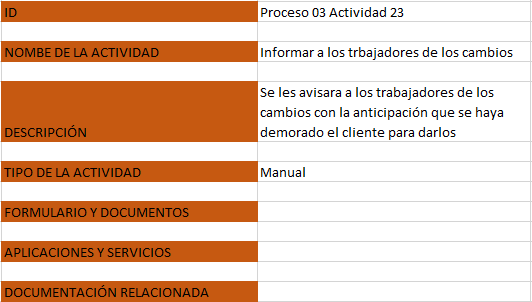 ID Proceso 03 Actividad 23
NOMBE DE LA ACTIVIDAD Informar a los trbajadores de los cambios
Se les avisara a los trabajadores de los
cambios con la anticipación que se haya
DESCRIPCIÓN demorado el cliente para darlos
TIPO DE LA ACTIVIDAD Manual
FORMULARIO Y DOCUMENTOS
APLICACIONES Y SERVICIOS
DOCUMENTACIÓN RELACIONADA